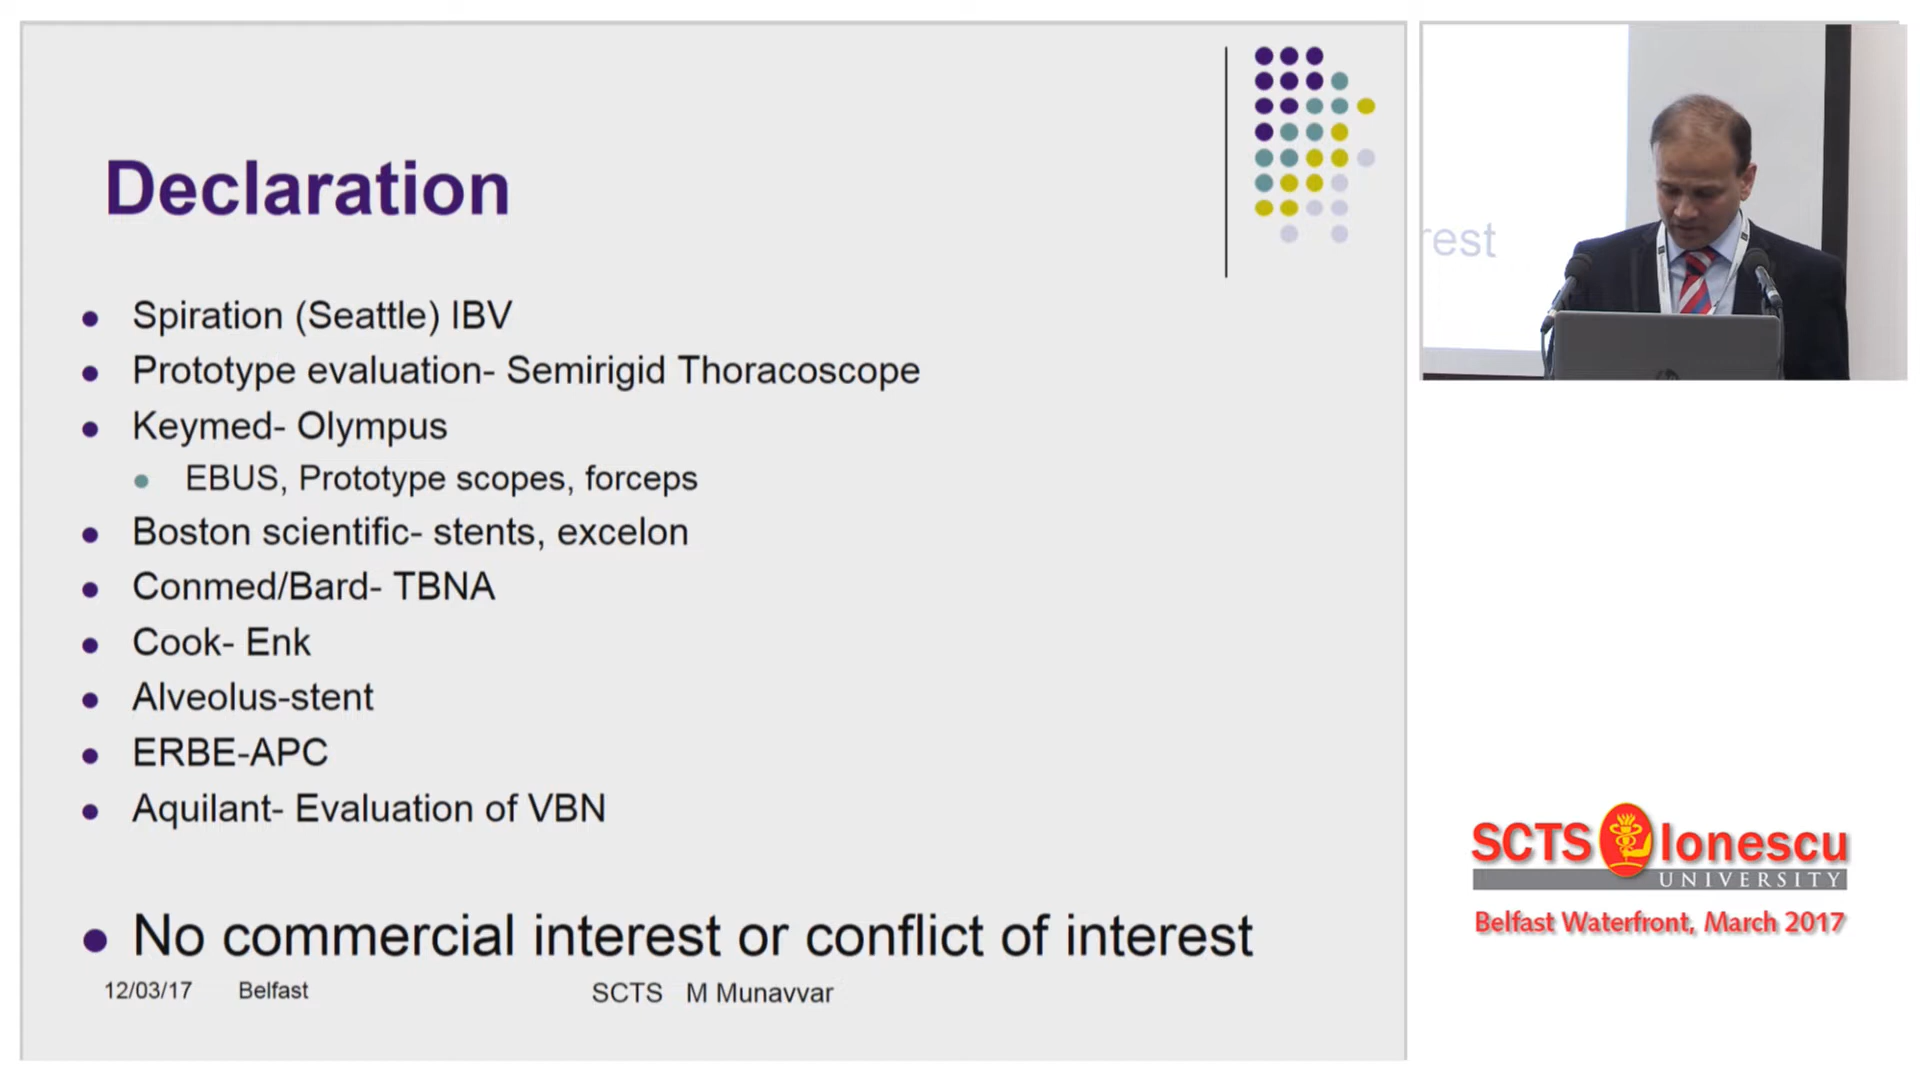 Declaration
Spiration (Seattle) IBV
Prototype evaluation- Semirigid Thoracoscope
Keymed- Olympus
EBUS, Prototype scopes, forceps
Boston scientific- stents, excelon
Conmed/Bard- TBNA
Cook- Enk
Alveolus-stent
ERBE-APC
Aquilant- Evaluation of VBN
No commercial interest or conflict of interest
12/03/17 Belfast SCTS M Munavvar
rest
SCTS Ionescu
UNIVERSITY
Belfast Waterfront, March 2017